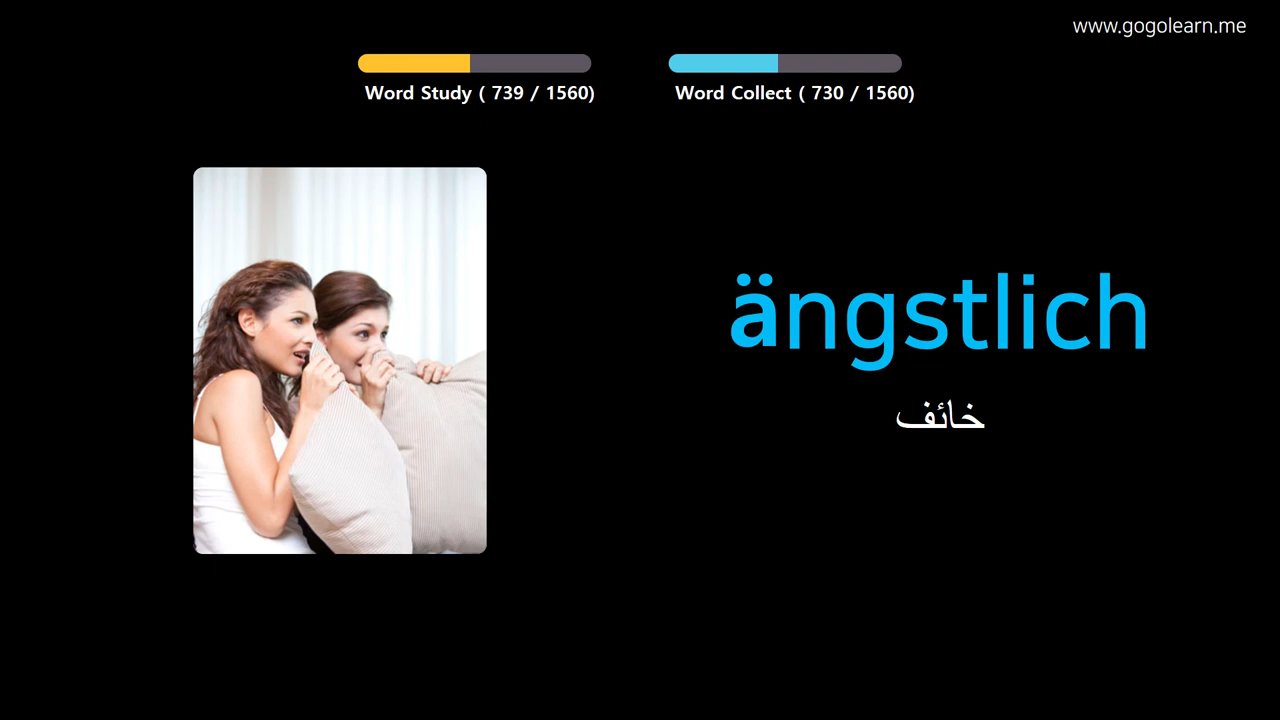 www.gogolearn.me
Word Study ( 739 / 1560)
Word Collect ( 730 / 1560)
ängstlich
خائف